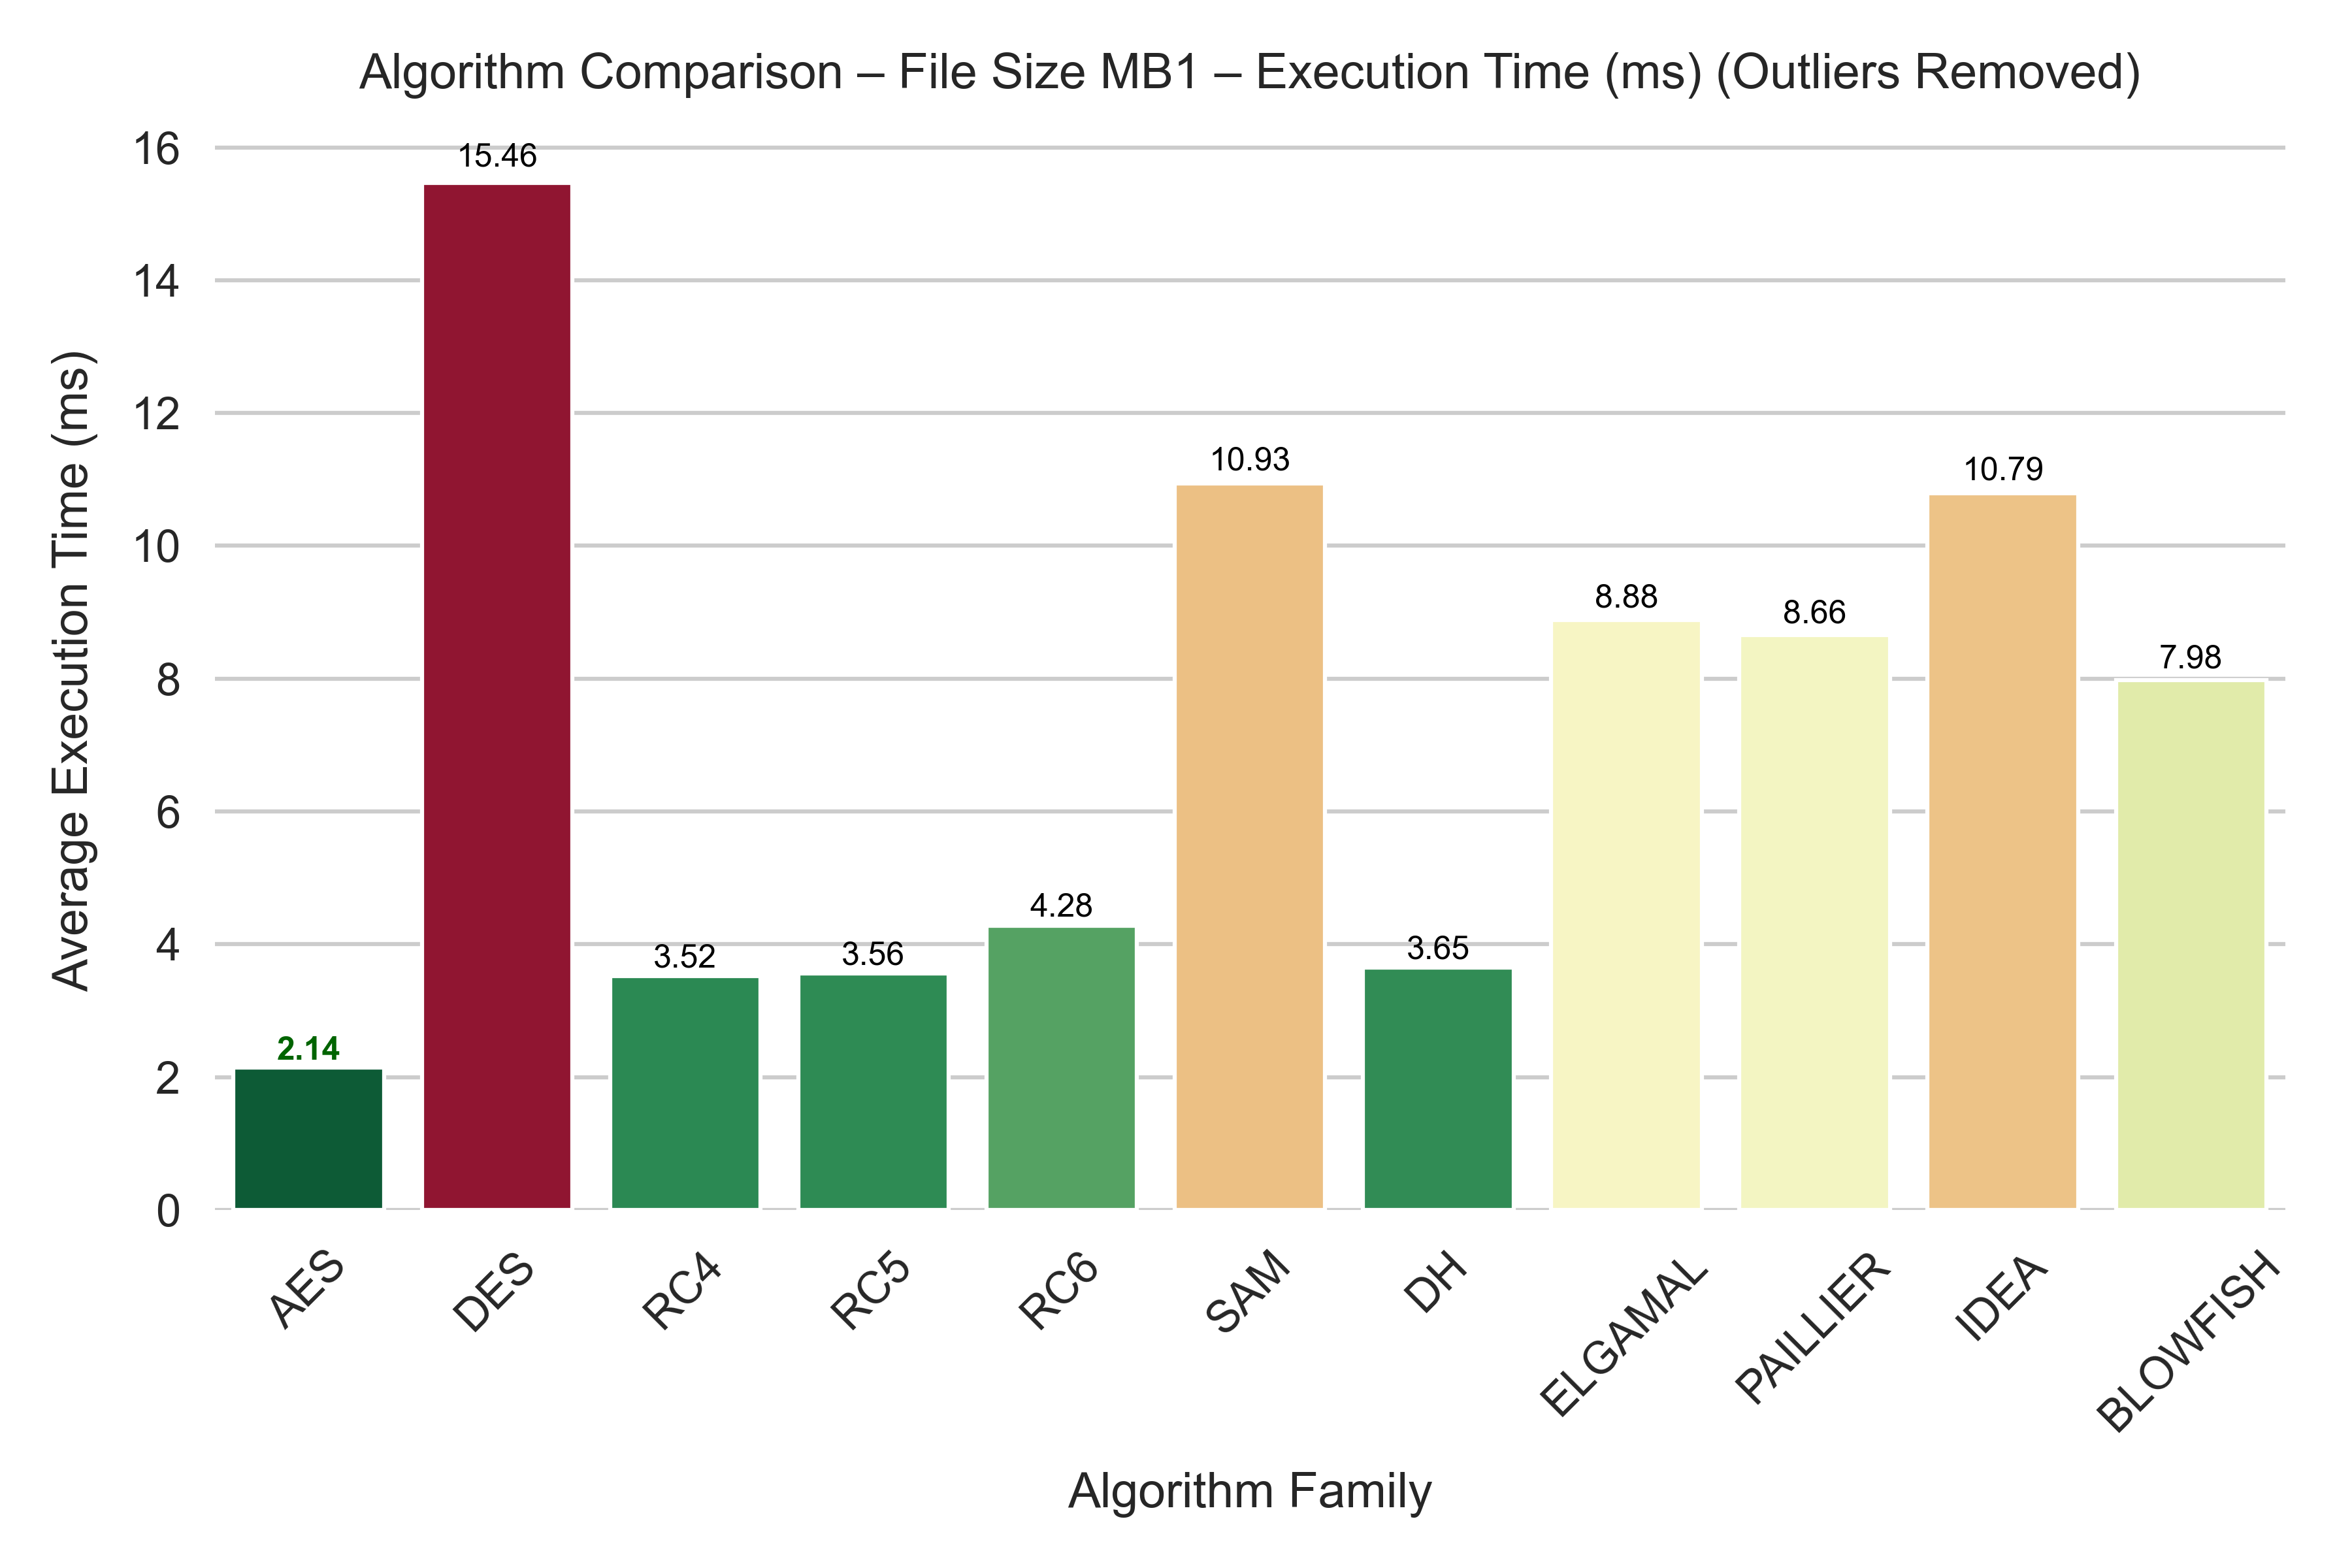 Algorithm Comparison – File Size MB1 – Execution Time (ms) (Outliers Removed)
Average Execution Time (ms)
16
14
12
10
8
6
4
2
0
2.14
15.46
3.52
3.56
4.28
10.93
3.65
8.88
8.66
10.79
7.98
AES
DES
RC4
RC5
RC6
SAM
DH
ELGAMAL
PAILLIER
IDEA
BLOWFISH
Algorithm Family